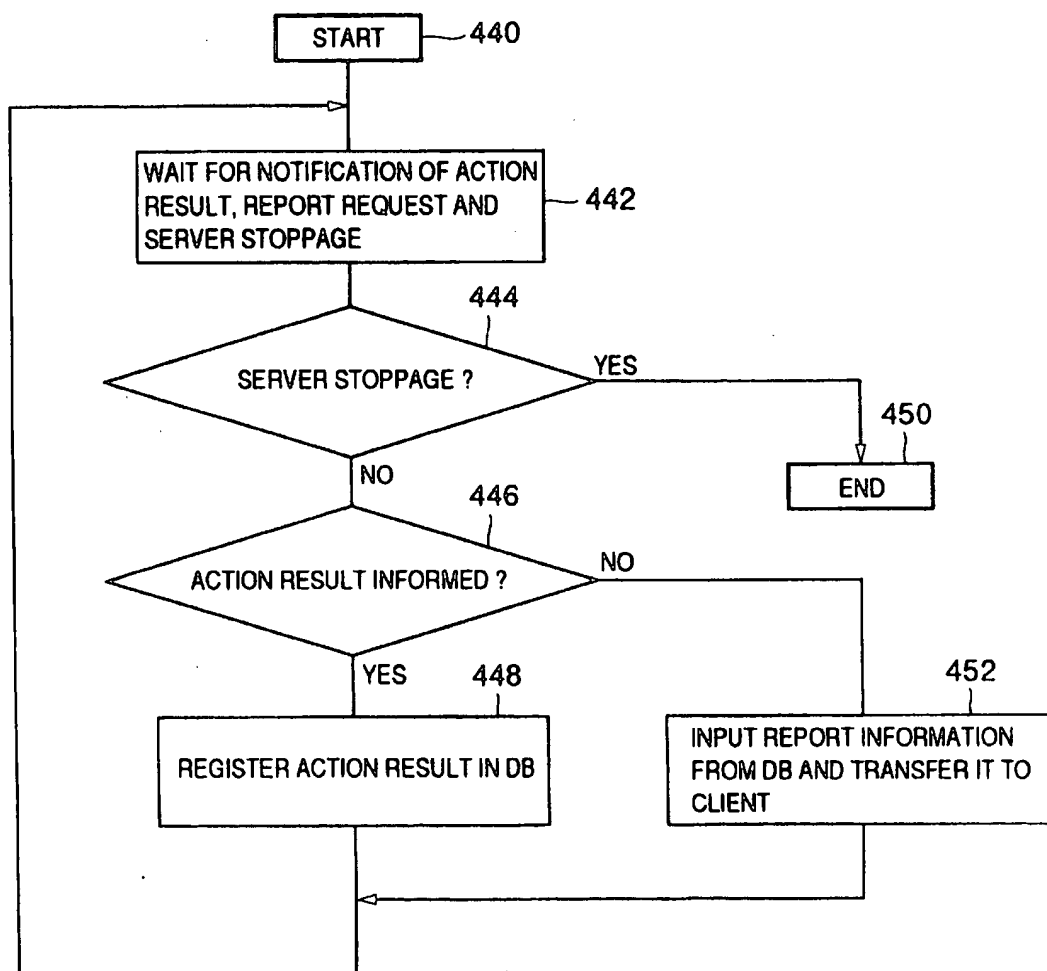 START
440
WAIT FOR NOTIFICATION OF ACTION
RESULT, REPORT REQUEST AND
SERVER STOPPAGE
442
444
SERVER STOPPAGE ?
YES
450
END
NO
446
ACTION RESULT INFORMED ?
NO
YES
448
REGISTER ACTION RESULT IN DB
452
INPUT REPORT INFORMATION
FROM DB AND TRANSFER IT TO
CLIENT